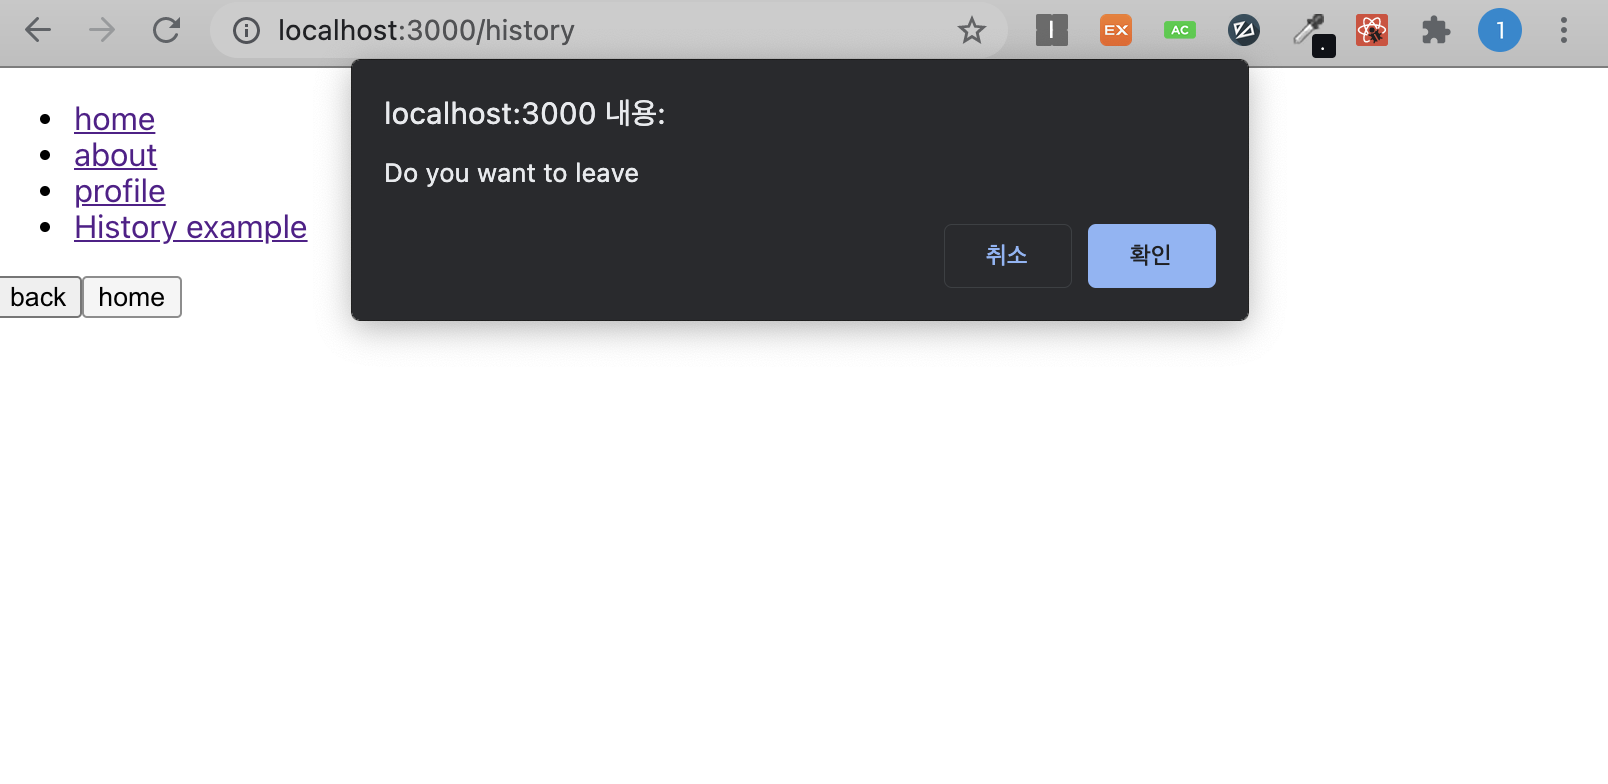 localhost:3000/history
EX
AC
1
localhost:3000 내용:
Do you want to leave
취소
확인
home
about
profile
History example
back
home